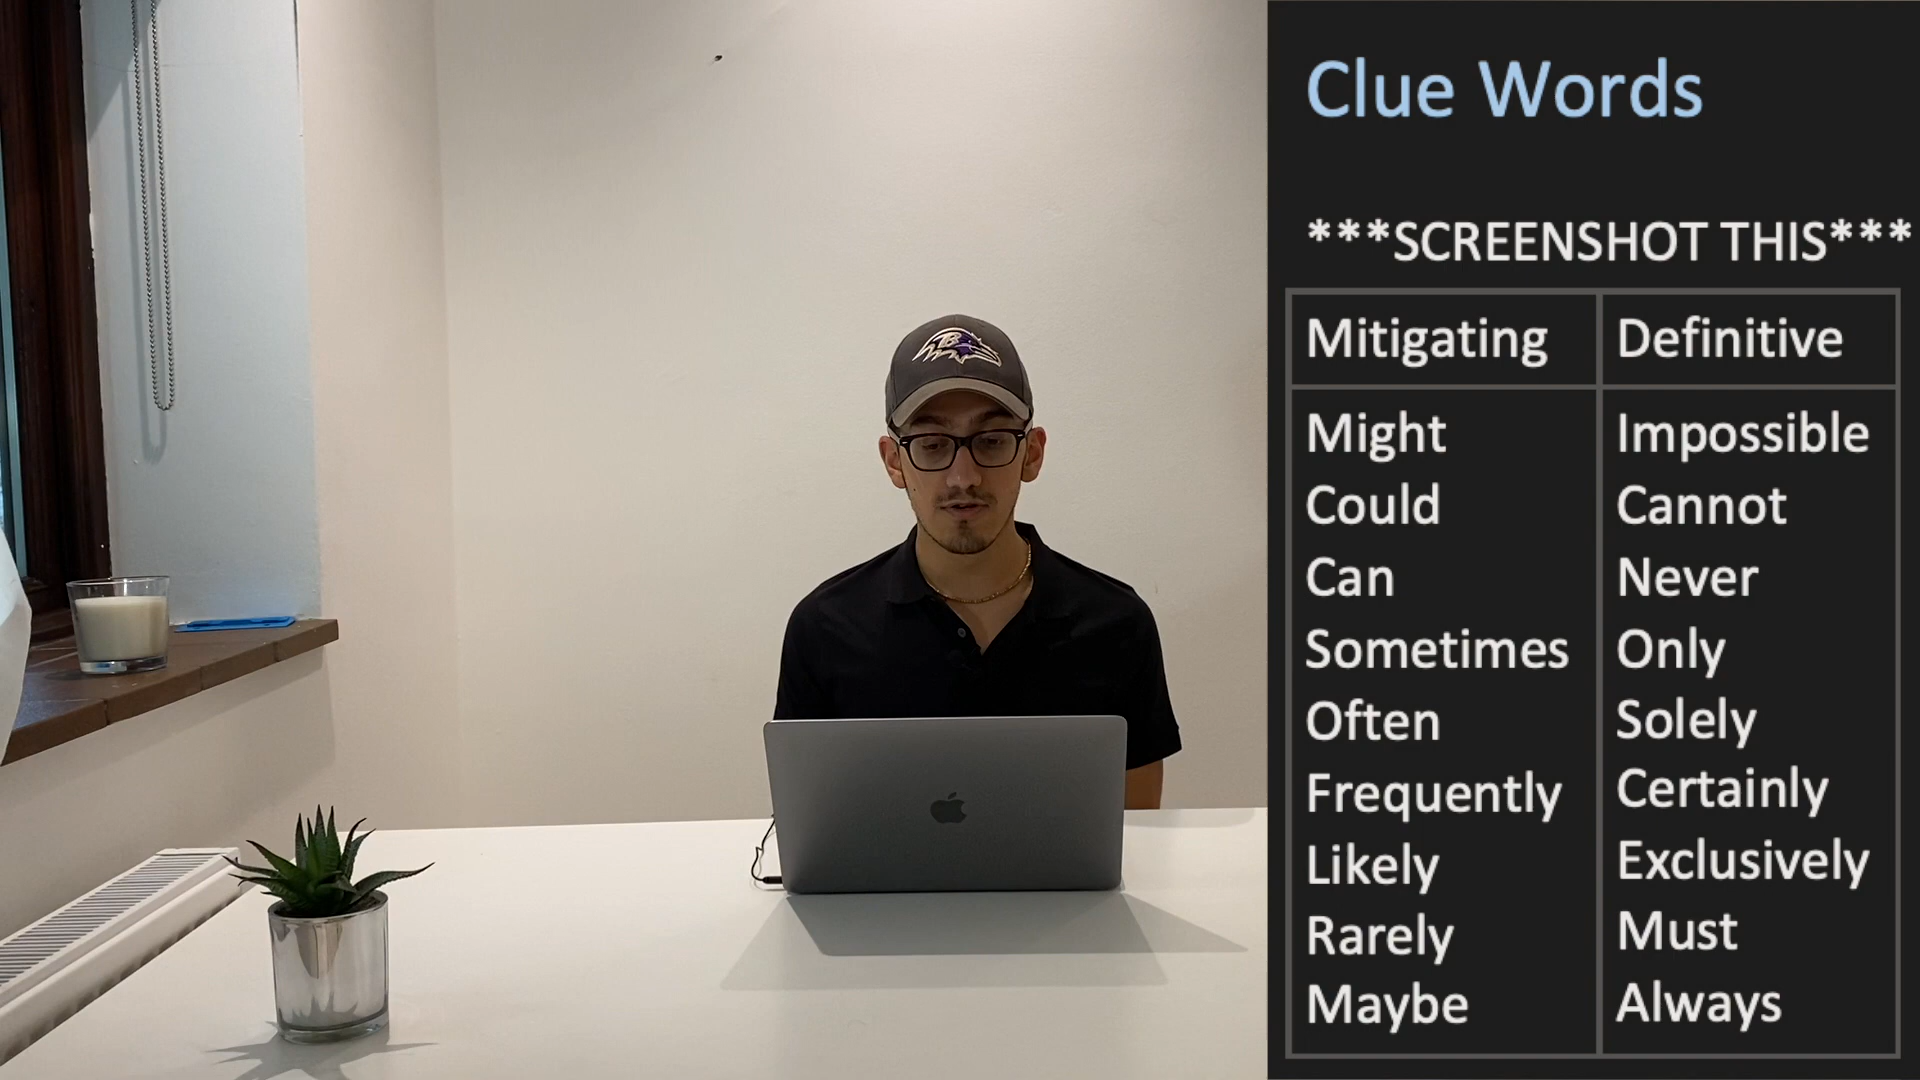 Clue Words
***SCREENSHOT THIS***
Mitigating Definitive
Might Impossible
Could Cannot
Can Never
Sometimes Only
Often Solely
Frequently Certainly
Likely Exclusively
Rarely Must
Maybe Always